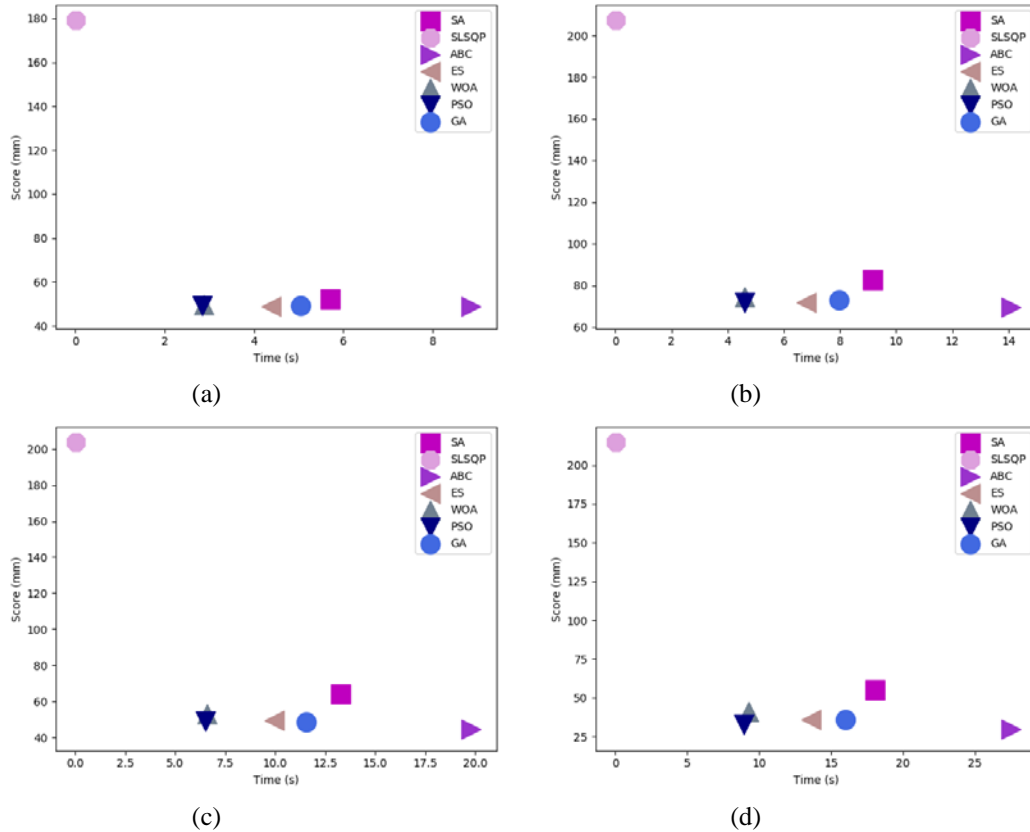 180
160
140
120
100
80
60
40
0
2
4
6
8
Score (mm)
Time (s)
SA
SLSQP
ABC
ES
WOA
PSO
GA
(a)
200
180
160
140
120
100
80
60
0
2
4
6
8
10
12
14
Score (mm)
Time (s)
SA
SLSQP
ABC
ES
WOA
PSO
GA
(b)
200
180
160
140
120
100
80
60
40
0.0
2.5
5.0
7.5
10.0
12.5
15.0
17.5
20.0
Score (mm)
Time (s)
SA
SLSQP
ABC
ES
WOA
PSO
GA
(c)
200
175
150
125
100
75
50
25
0
5
10
15
20
25
Score (mm)
Time (s)
SA
SLSQP
ABC
ES
WOA
PSO
GA
(d)